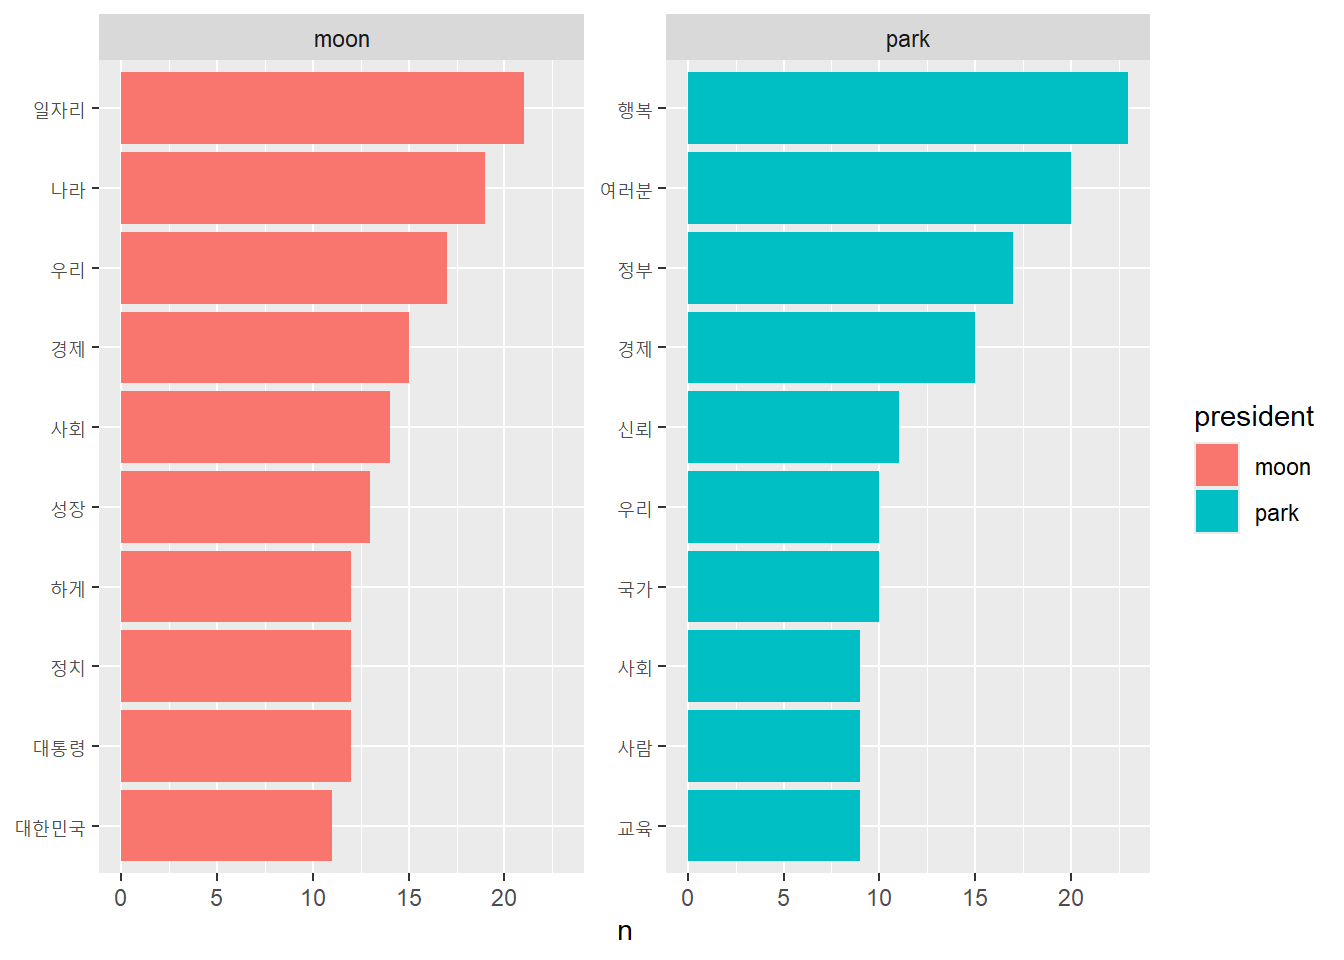 moon
일자리
나라
우리
경제
사회
성장
하게
정치
대통령
대한민국
0 5 10 15 20
park
행복
여러분
정부
경제
신뢰
우리
국가
사회
사람
교육
0 5 10 15 20
n
president
moon
park